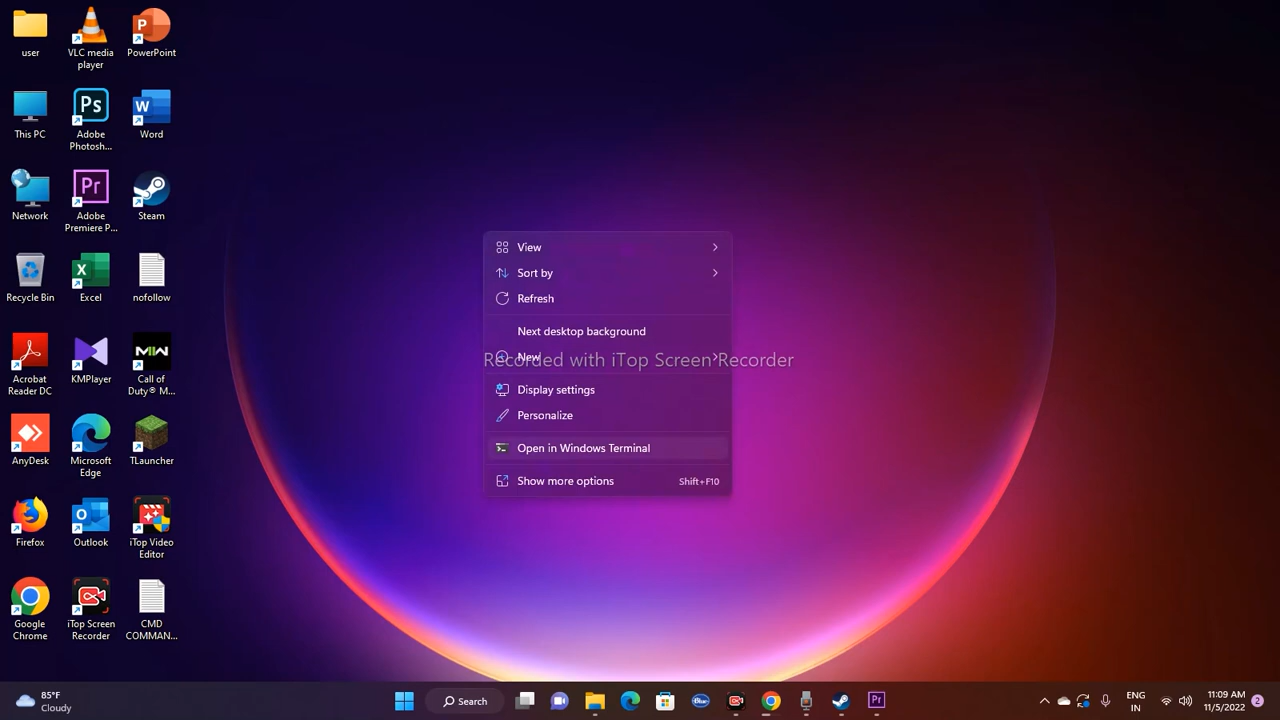 user
VLC media
player
PowerPoint
This PC
Adobe
Photosh...
Word
Network
Adobe
Premiere P...
Steam
Recycle Bin
Excel
nofollow
Acrobat
Reader DC
KMPlayer
Call of
Duty® M...
AnyDesk
Microsoft
Edge
TLauncher
Firefox
Outlook
iTop Video
Editor
Google
Chrome
iTop Screen
Recorder
CMD
COMMAN...
View
Sort by
Refresh
Next desktop background
New
Recorded with iTop Screen Recorder
Display settings
Personalize
Open in Windows Terminal
Show more options Shift+F10
85°F
Cloudy
Search
ENG
IN
11:09 AM
11/5/2022
2